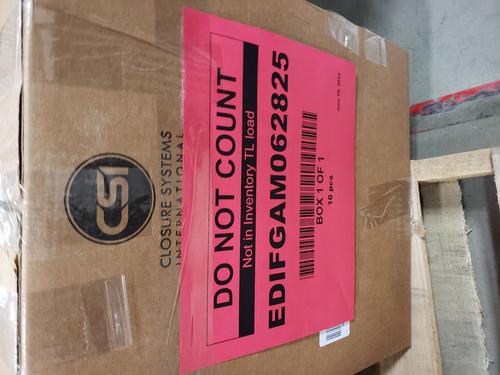 CSI
CLOSURE SYSTEMS
INTERNATIONAL
DO NOT COUNT
Not in Inventory TL load
EDIFGAM062825
BOX 1 OF 1
10 pcs